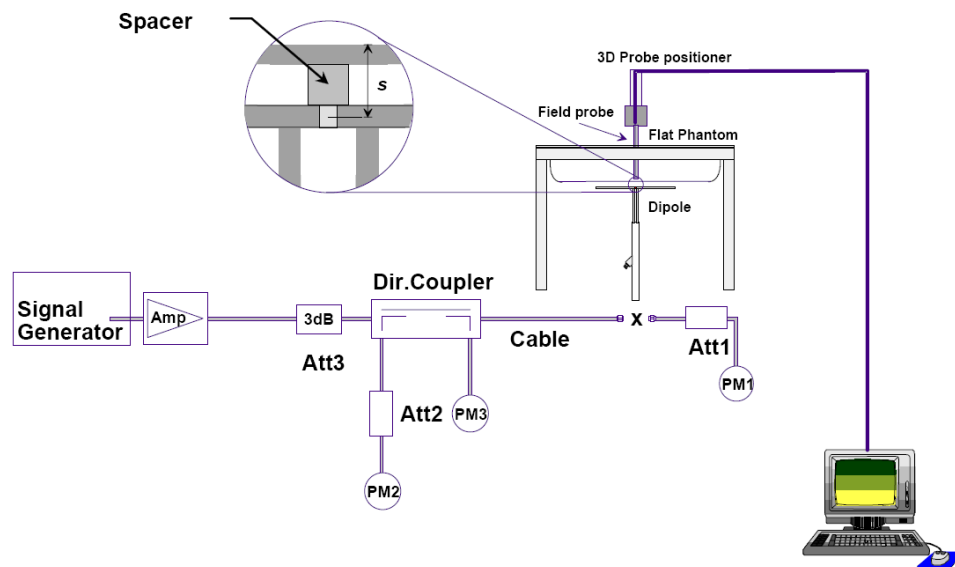 Spacer
s
3D Probe positioner
Field probe
Flat Phantom
Dipole
Signal
Generator
Amp
3dB
Att3
Dir.Coupler
Cable
x
Att1
PM1
Att2
PM3
PM2